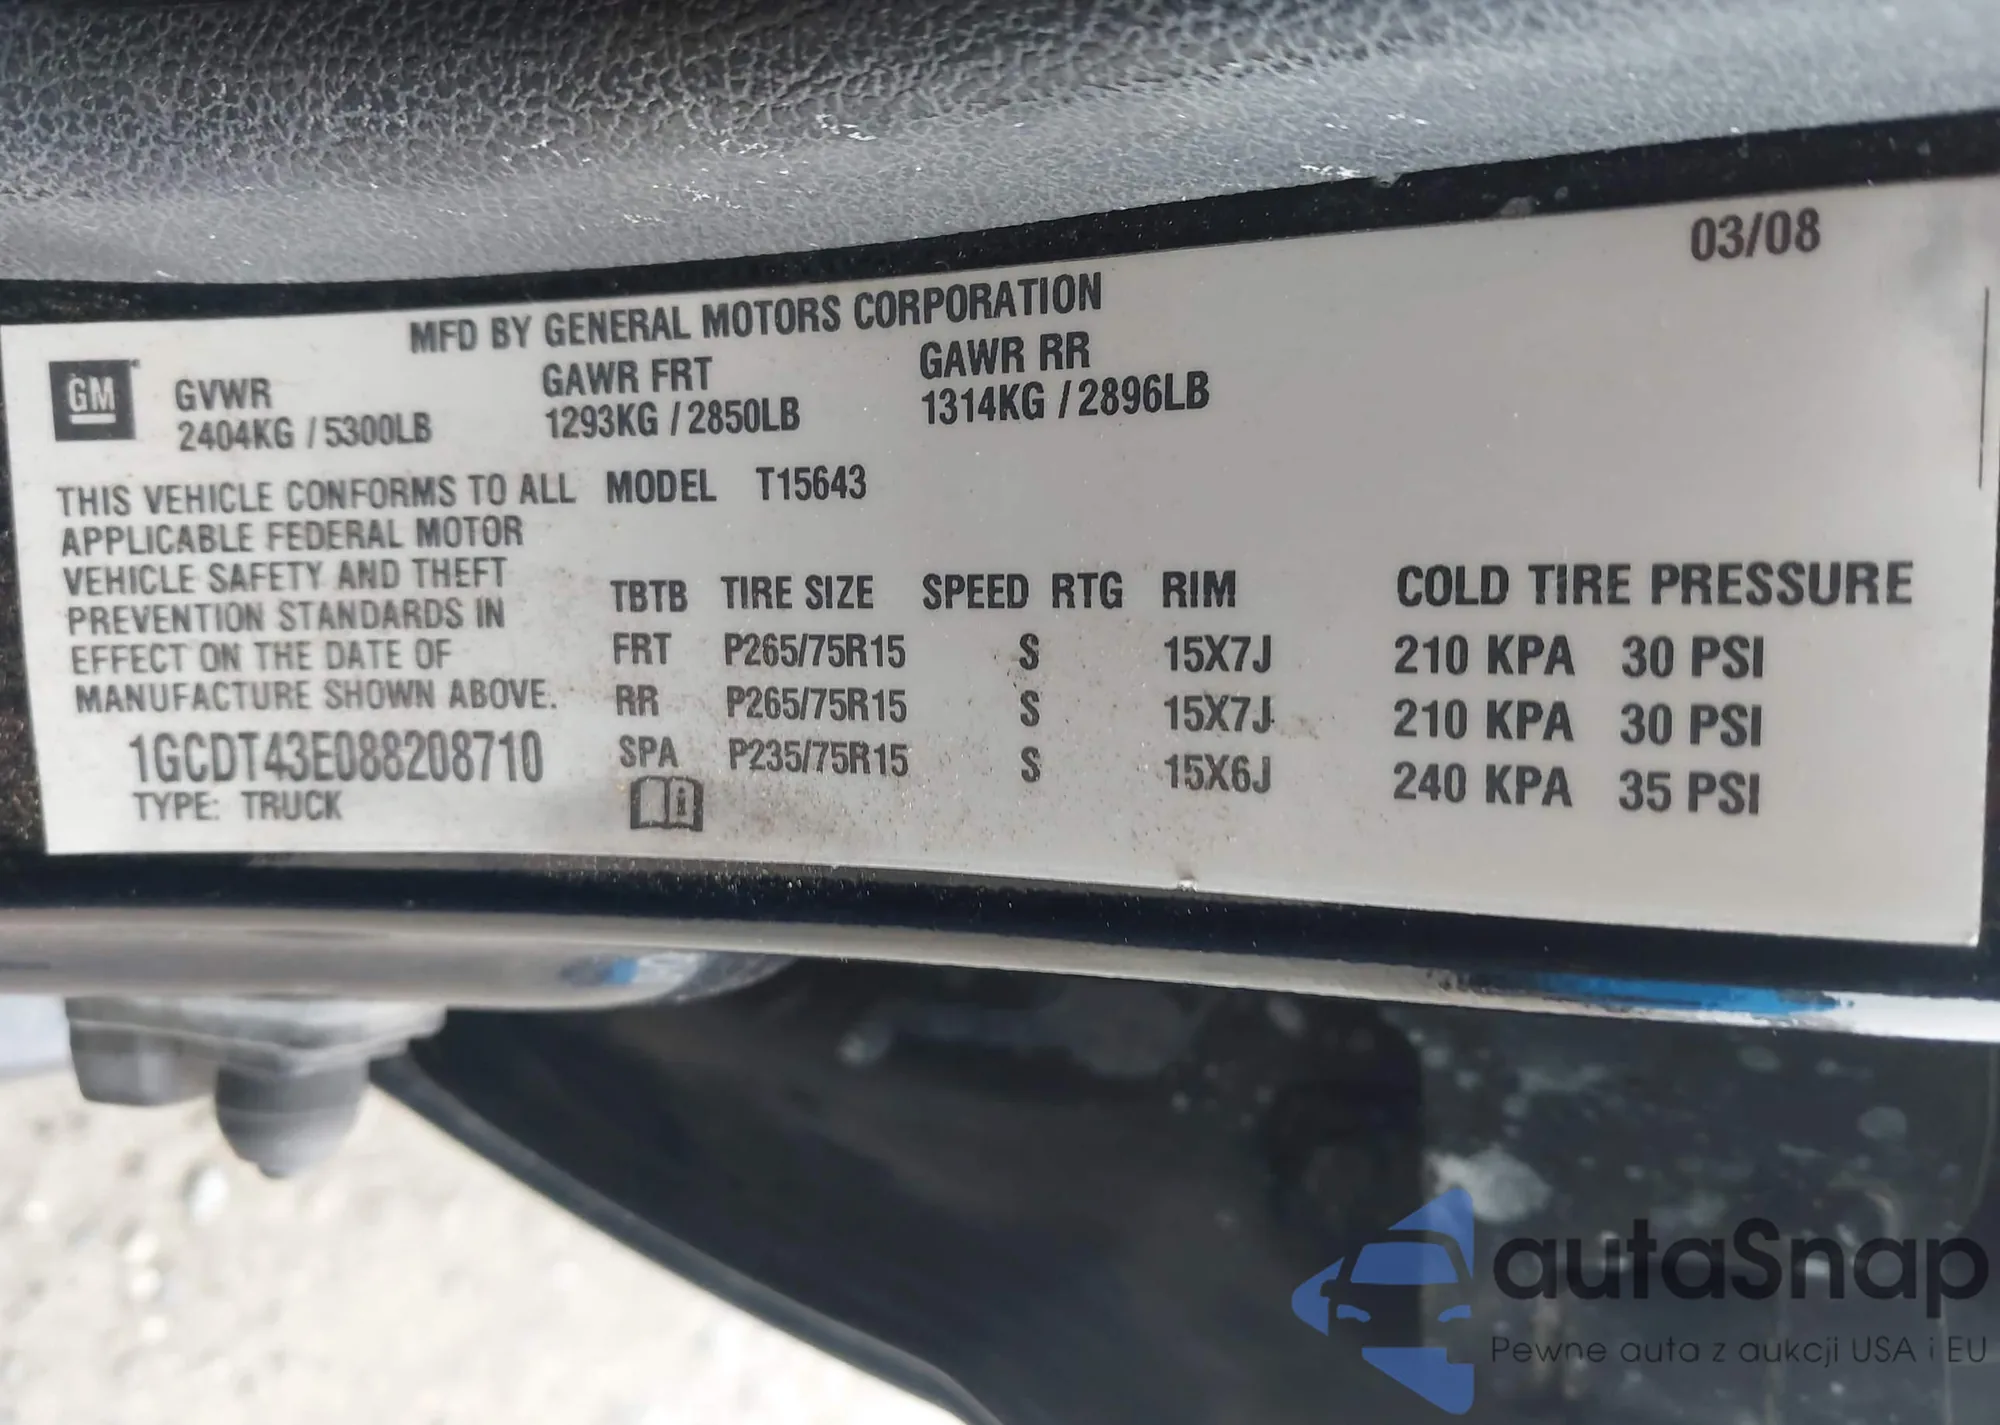 03/08
MFD BY GENERAL MOTORS CORPORATION
GM
GVWR GAWR FRT GAWR RR
2404KG / 5300LB 1293KG / 2850LB 1314KG / 2896LB
THIS VEHICLE CONFORMS TO ALL MODEL T15643
APPLICABLE FEDERAL MOTOR
VEHICLE SAFETY AND THEFT
PREVENTION STANDARDS IN
EFFECT ON THE DATE OF
MANUFACTURE SHOWN ABOVE.
1GCDT43E088208710
TYPE: TRUCK
TBTB TIRE SIZE SPEED RTG RIM COLD TIRE PRESSURE
FRT P265/75R15 S 15X7J 210 KPA 30 PSI
RR P265/75R15 S 15X7J 210 KPA 30 PSI
SPA P235/75R15 S 15X6J 240 KPA 35 PSI
i
autaSnap
Pewne auta z aukcji USA i EU